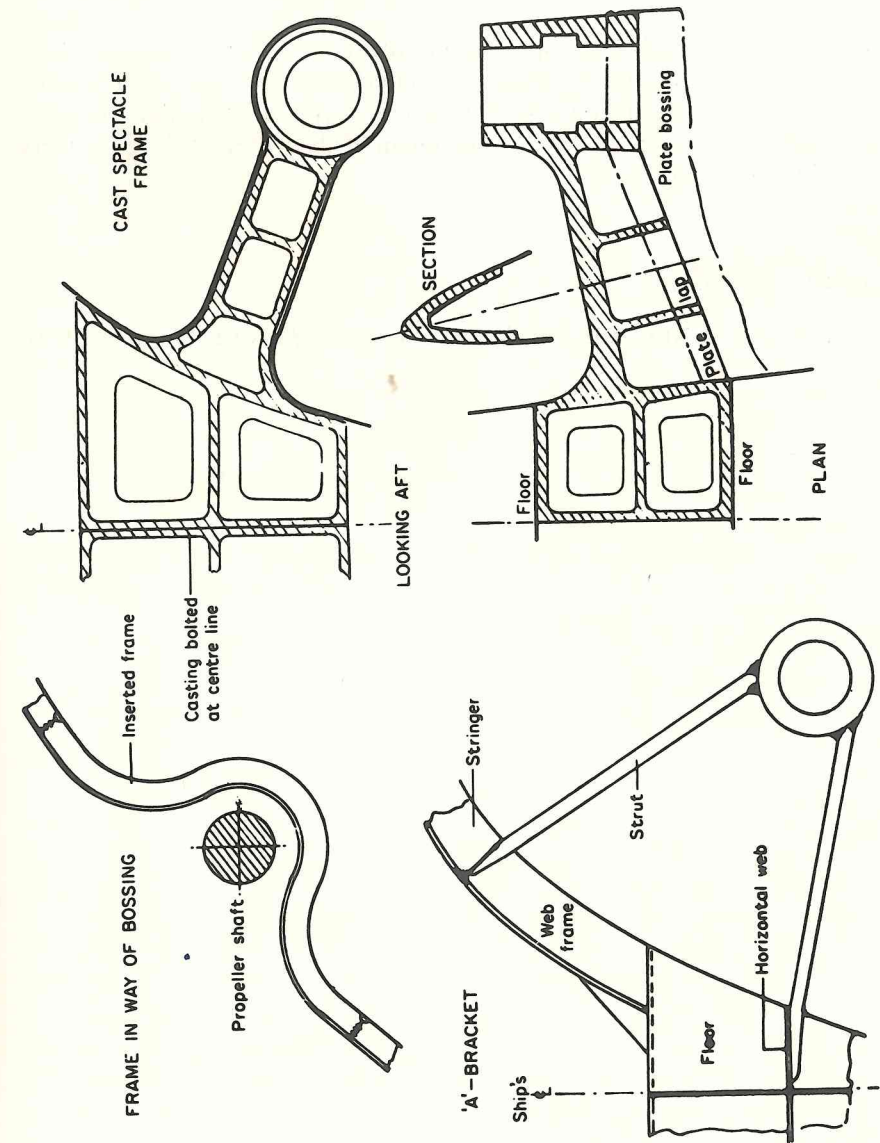 FRAME IN WAY OF BOSSING
Inserted frame
Propeller shaft
Casting bolted
at centre line
℄
CAST SPECTACLE
FRAME
LOOKING AFT
'A'-BRACKET
Ship's
℄
Stringer
Web
frame
Strut
Floor
Horizontal web
SECTION
Floor
Plate bossing
Plate lap
Floor
PLAN